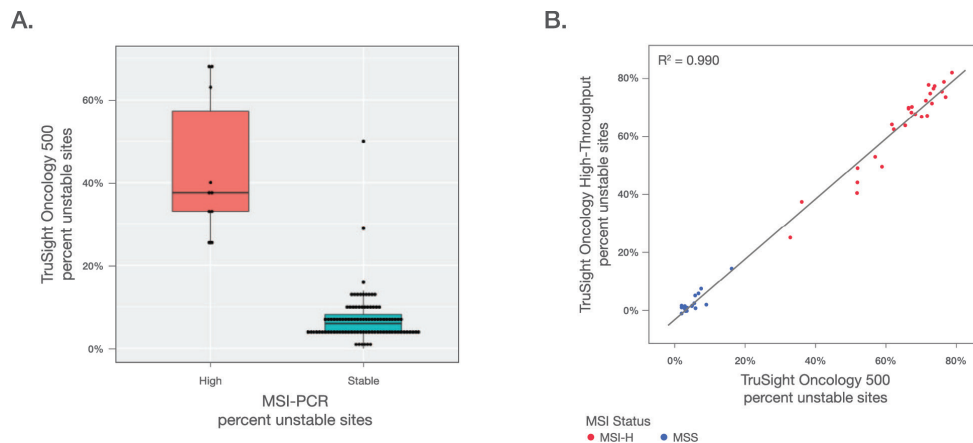 A.
TruSight Oncology 500
percent unstable sites
60%
40%
20%
0%
High
Stable
MSI-PCR
percent unstable sites
B.
R² = 0.990
TruSight Oncology High-Throughput
percent unstable sites
80%
60%
40%
20%
0%
0%
20%
40%
60%
80%
TruSight Oncology 500
percent unstable sites
MSI Status
MSI-H
MSS